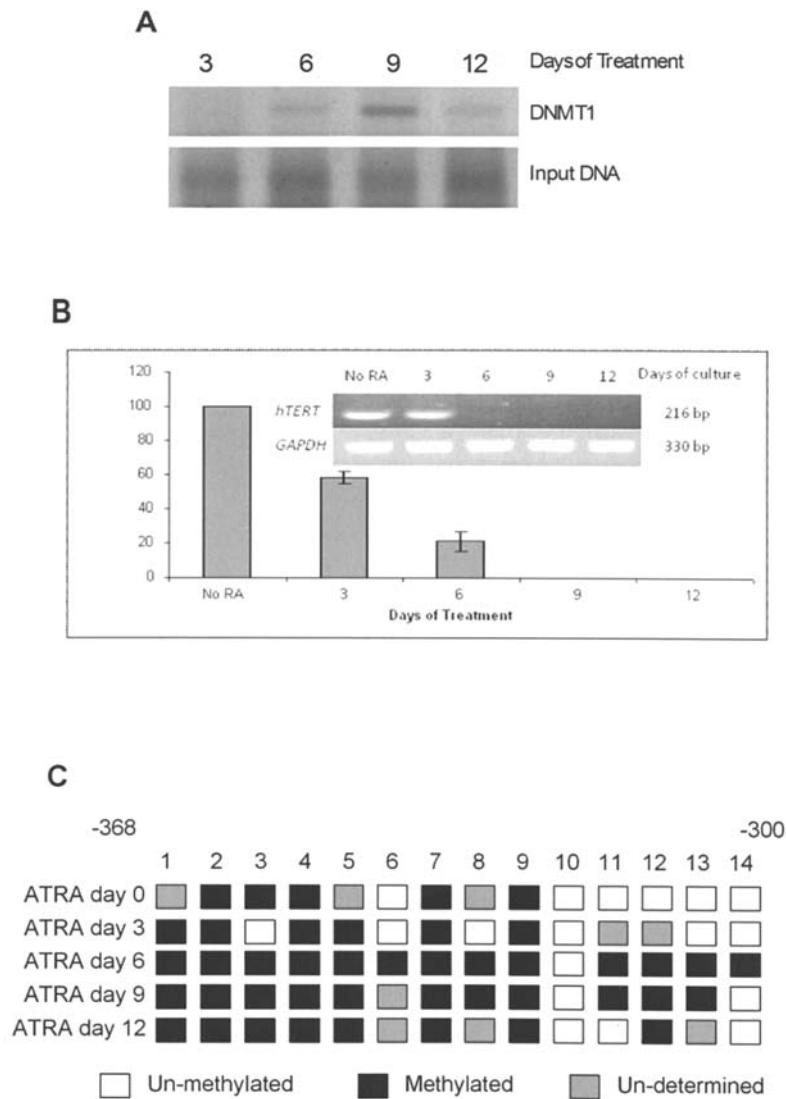 A
3 6 9 12 Days of Treatment
DNMT1
Input DNA
B
120
100
80
60
40
20
0
No RA 3 6 9 12 Days of culture
hTERT 216 bp
GAPDH 330 bp
No RA 3 6 9 12
Days of Treatment
C
-368 -300
1 2 3 4 5 6 7 8 9 10 11 12 13 14
ATRA day 0
ATRA day 3
ATRA day 6
ATRA day 9
ATRA day 12
Un-methylated Methylated Un-determined